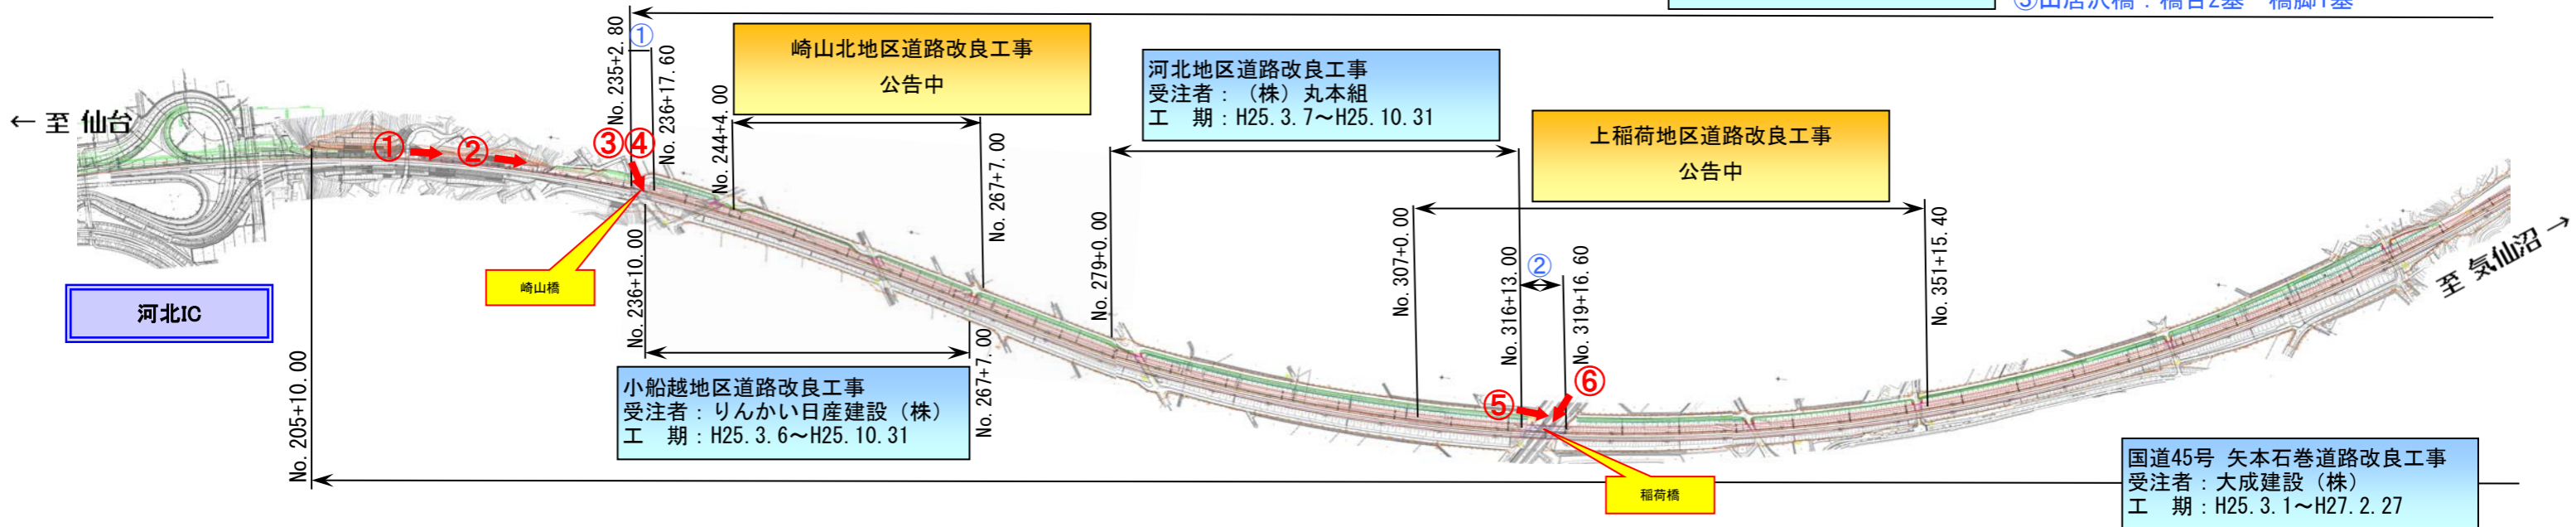 ③山居沢橋：橋台2基　橋脚1基
①
No. 235+2. 80
No. 236+17. 60
崎山北地区道路改良工事
公告中
河北地区道路改良工事
受注者：（株）丸本組
工　期：H25. 3. 7～H25. 10. 31
上稲荷地区道路改良工事
公告中
← 至 仙台
① ② ③④
No. 244+4. 00
No. 267+7. 00
No. 279+0. 00
No. 307+0. 00
No. 316+13. 00
②
No. 319+16. 60
No. 351+15. 40
至 気仙沼 →
崎山橋
河北IC
No. 236+10. 00
No. 267+7. 00
No. 205+10. 00
小船越地区道路改良工事
受注者：りんかい日産建設（株）
工　期：H25. 3. 6～H25. 10. 31
⑤ ⑥
稲荷橋
国道45号 矢本石巻道路改良工事
受注者：大成建設（株）
工　期：H25. 3. 1～H27. 2. 27